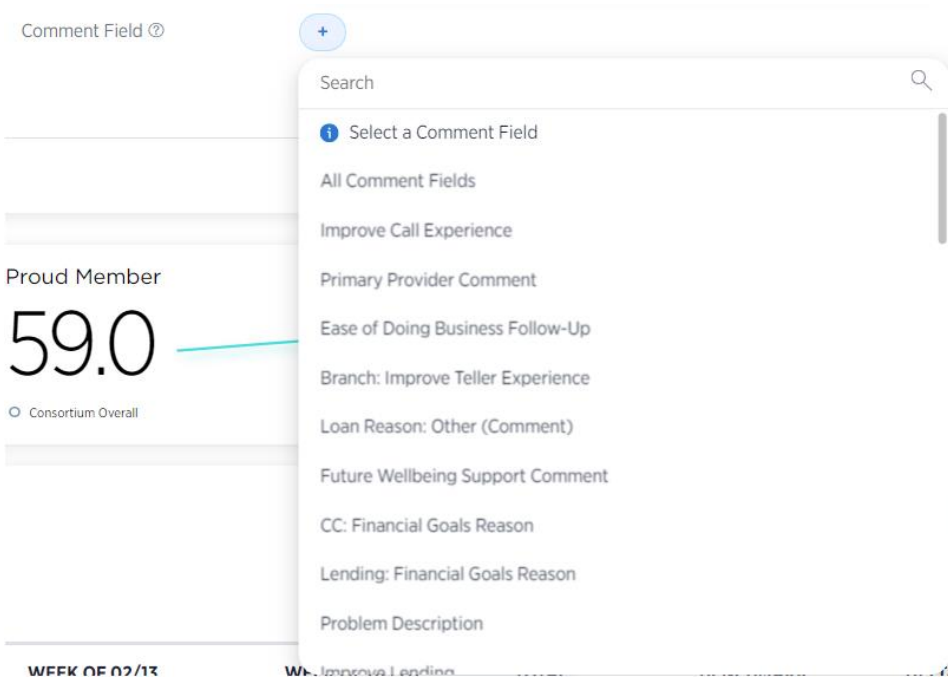 Comment Field
+
Search
Select a Comment Field
All Comment Fields
Improve Call Experience
Primary Provider Comment
Ease of Doing Business Follow-Up
Branch: Improve Teller Experience
Loan Reason: Other (Comment)
Future Wellbeing Support Comment
CC: Financial Goals Reason
Lending: Financial Goals Reason
Problem Description
Improve Lending
Proud Member
59.0
Consortium Overall
WEEK OF 02/13